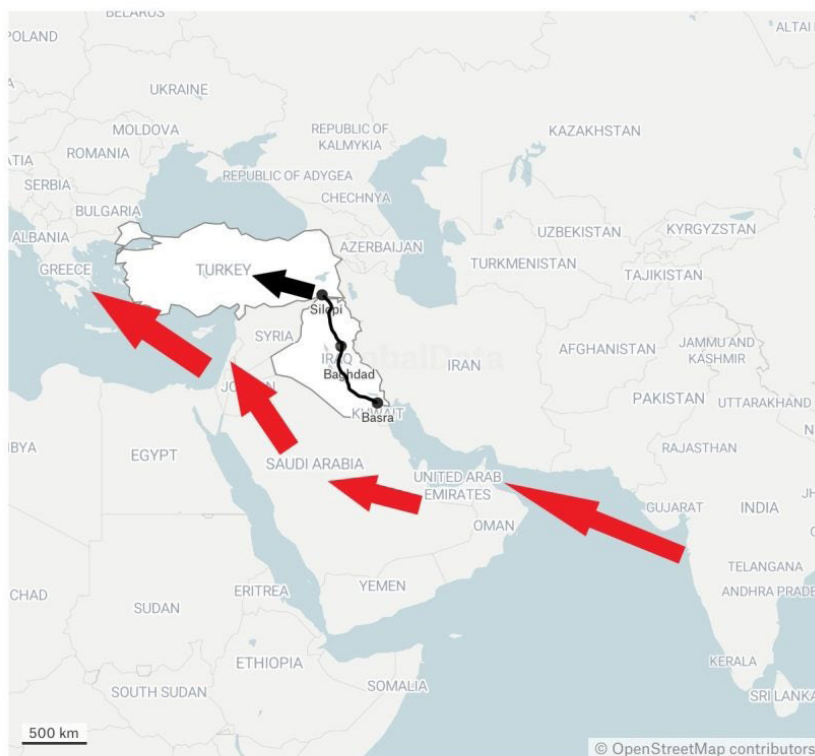 BELARUS
POLAND
ALTAI
UKRAINE
KAZAKHSTAN
MOLDOVA
REPUBLIC OF
KALMYKIA
ROMANIA
REPUBLIC OF ADYGEA
SERBIA
CHECHNYA
BULGARIA
UZBEKISTAN
KYRGYZSTAN
ALBANIA
AZERBAIJAN
GREECE
TURKEY
TURKMENISTAN
TAJIKISTAN
Silopi
SYRIA
AFGHANISTAN
JAMMU AND
KASHMIR
IRAQ
GlobalData
IRAN
Baghdad
JORDAN
PAKISTAN
UTTARAKHAND
KUWAIT
Basra
EGYPT
RAJASTHAN
SAUDI ARABIA
UNITED ARAB
EMIRATES
GUJARAT
INDIA
OMAN
TELANGANA
YEMEN
ANDHRA PRADE
CHAD
ERITREA
SUDAN
ETHIOPIA
KERALA
SOUTH SUDAN
SOMALIA
SRI LANKA
500 km
© OpenStreetMap contributors